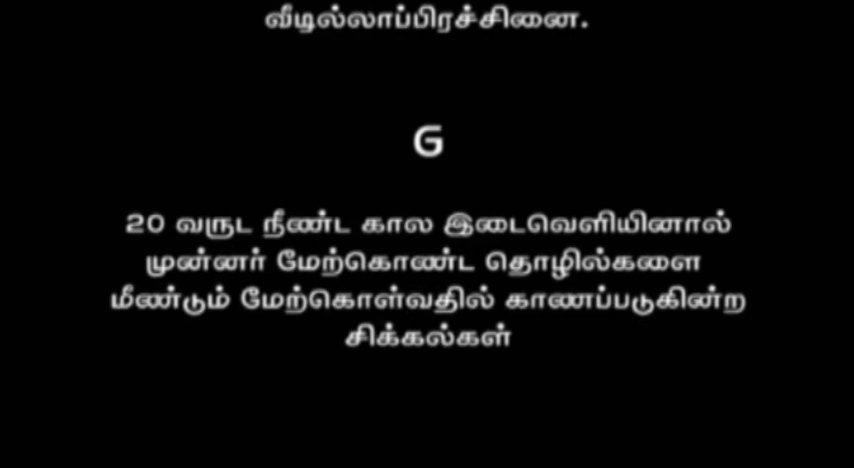 வீடில்லாப்பிரச்சினை.
G
20 வருட நீண்ட கால இடைவெளியினால்
முன்னர் மேற்கொண்ட தொழில்களை
மீண்டும் மேற்கொள்வதில் காணப்படுகின்ற
சிக்கல்கள்